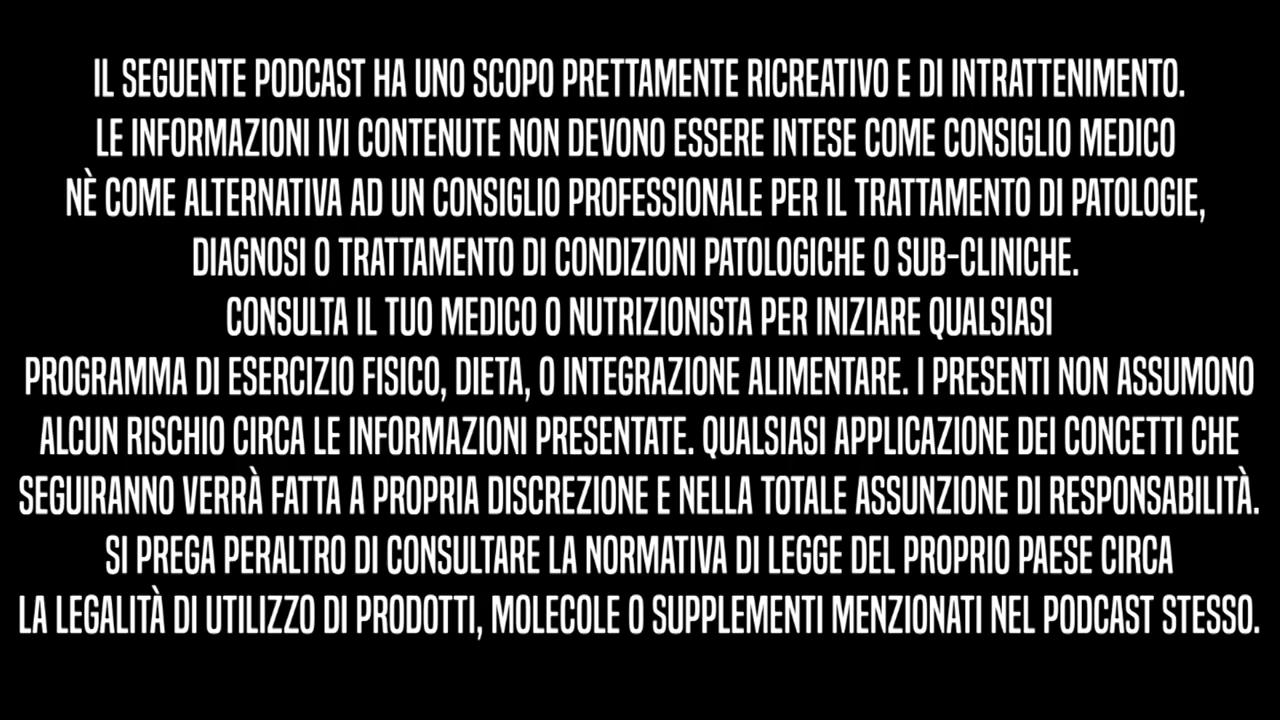 IL SEGUENTE PODCAST HA UNO SCOPO PRETTAMENTE RICREATIVO E DI INTRATTENIMENTO.
LE INFORMAZIONI IVI CONTENUTE NON DEVONO ESSERE INTESE COME CONSIGLIO MEDICO
NÈ COME ALTERNATIVA AD UN CONSIGLIO PROFESSIONALE PER IL TRATTAMENTO DI PATOLOGIE,
DIAGNOSI O TRATTAMENTO DI CONDIZIONI PATOLOGICHE O SUB-CLINICHE.
CONSULTA IL TUO MEDICO O NUTRIZIONISTA PER INIZIARE QUALSIASI
PROGRAMMA DI ESERCIZIO FISICO, DIETA, O INTEGRAZIONE ALIMENTARE. I PRESENTI NON ASSUMONO
ALCUN RISCHIO CIRCA LE INFORMAZIONI PRESENTATE. QUALSIASI APPLICAZIONE DEI CONCETTI CHE
SEGUIRANNO VERRÀ FATTA A PROPRIA DISCREZIONE E NELLA TOTALE ASSUNZIONE DI RESPONSABILITÀ.
SI PREGA PERALTRO DI CONSULTARE LA NORMATIVA DI LEGGE DEL PROPRIO PAESE CIRCA
LA LEGALITÀ DI UTILIZZO DI PRODOTTI, MOLECOLE O SUPPLEMENTI MENZIONATI NEL PODCAST STESSO.